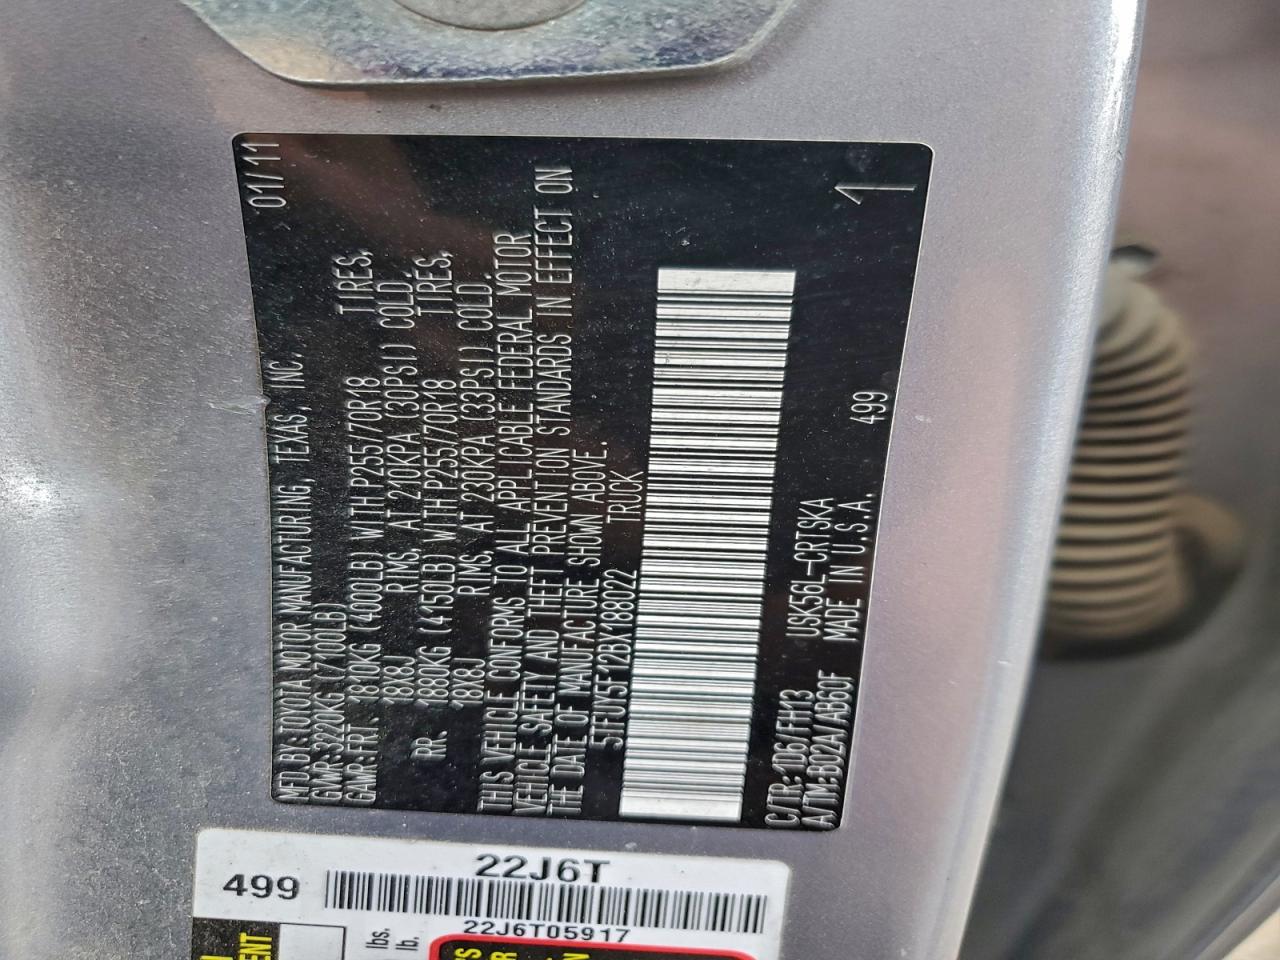 MFD.BY:TOYOTA MOTOR MANUFACTURING, TEXAS, INC. 01/11
GVWR:3220KG (7100LB)
GAWR:FRT. 1810KG (4000LB) WITH P255/70R18 TIRES,
18X8J RIMS, AT 210KPA (30PSI) COLD.
RR. 1880KG (4150LB) WITH P255/70R18 TIRES,
18X8J RIMS, AT 230KPA (33PSI) COLD.
THIS VEHICLE CONFORMS TO ALL APPLICABLE FEDERAL MOTOR
VEHICLE SAFETY AND THEFT PREVENTION STANDARDS IN EFFECT ON
THE DATE OF MANUFACTURE SHOWN ABOVE.
5TFUY5F12BX188022 TRUCK
C/TR:1D6/FH13 USK56L-CRTSKA
A/TM:B02A/AB60F MADE IN U.S.A. 499
1
22J6T
499
22J6T05917
lbs.
lb.